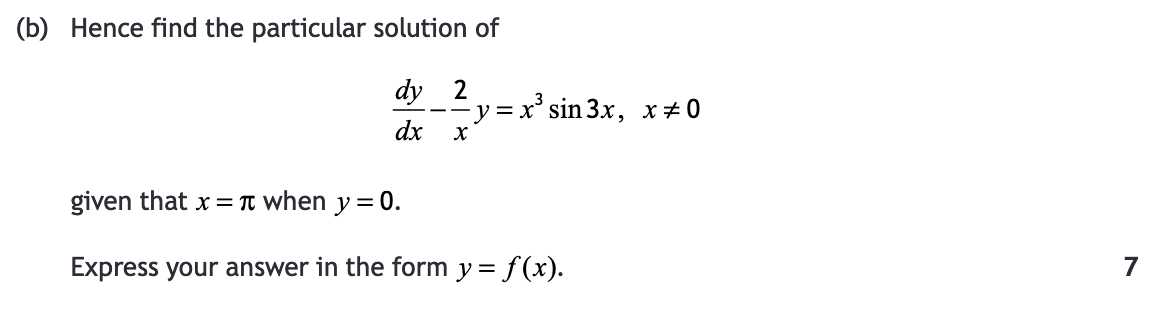 (b) Hence find the particular solution of
dy/dx − 2/x y = x³ sin 3x, x ≠ 0
given that x = π when y = 0.
Express your answer in the form y = f(x). 7